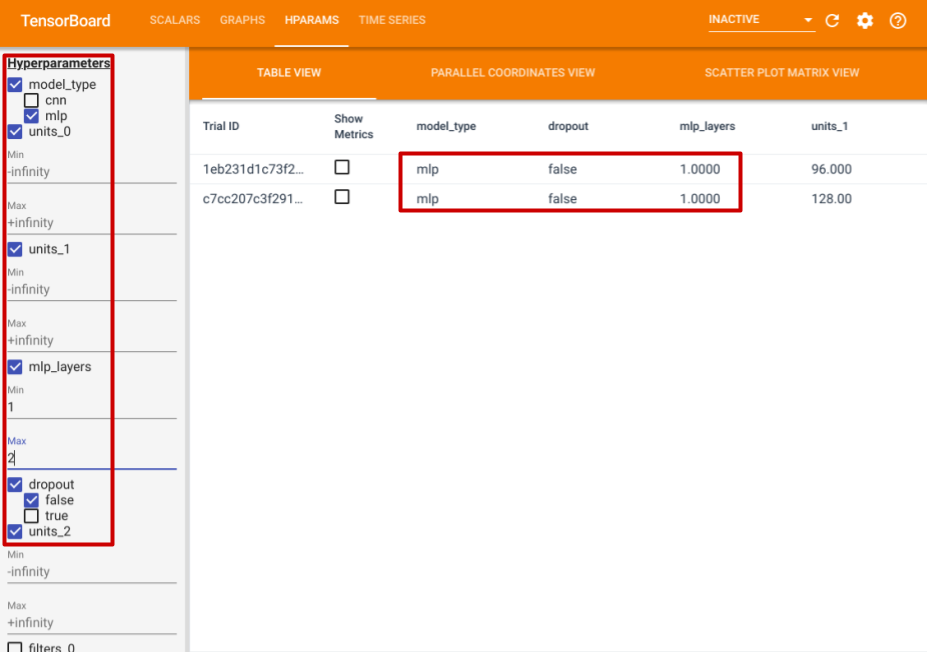 TensorBoard SCALARS GRAPHS HPARAMS TIME SERIES INACTIVE
Hyperparameters
model_type
cnn
mlp
units_0
Min
-infinity
Max
+infinity
units_1
Min
-infinity
Max
+infinity
mlp_layers
Min
1
Max
2
dropout
false
true
units_2
Min
-infinity
Max
+infinity
filters_0
TABLE VIEW PARALLEL COORDINATES VIEW SCATTER PLOT MATRIX VIEW
Trial ID Show Metrics model_type dropout mlp_layers units_1
1eb231d1c73f2... mlp false 1.0000 96.000
c7cc207c3f291... mlp false 1.0000 128.00